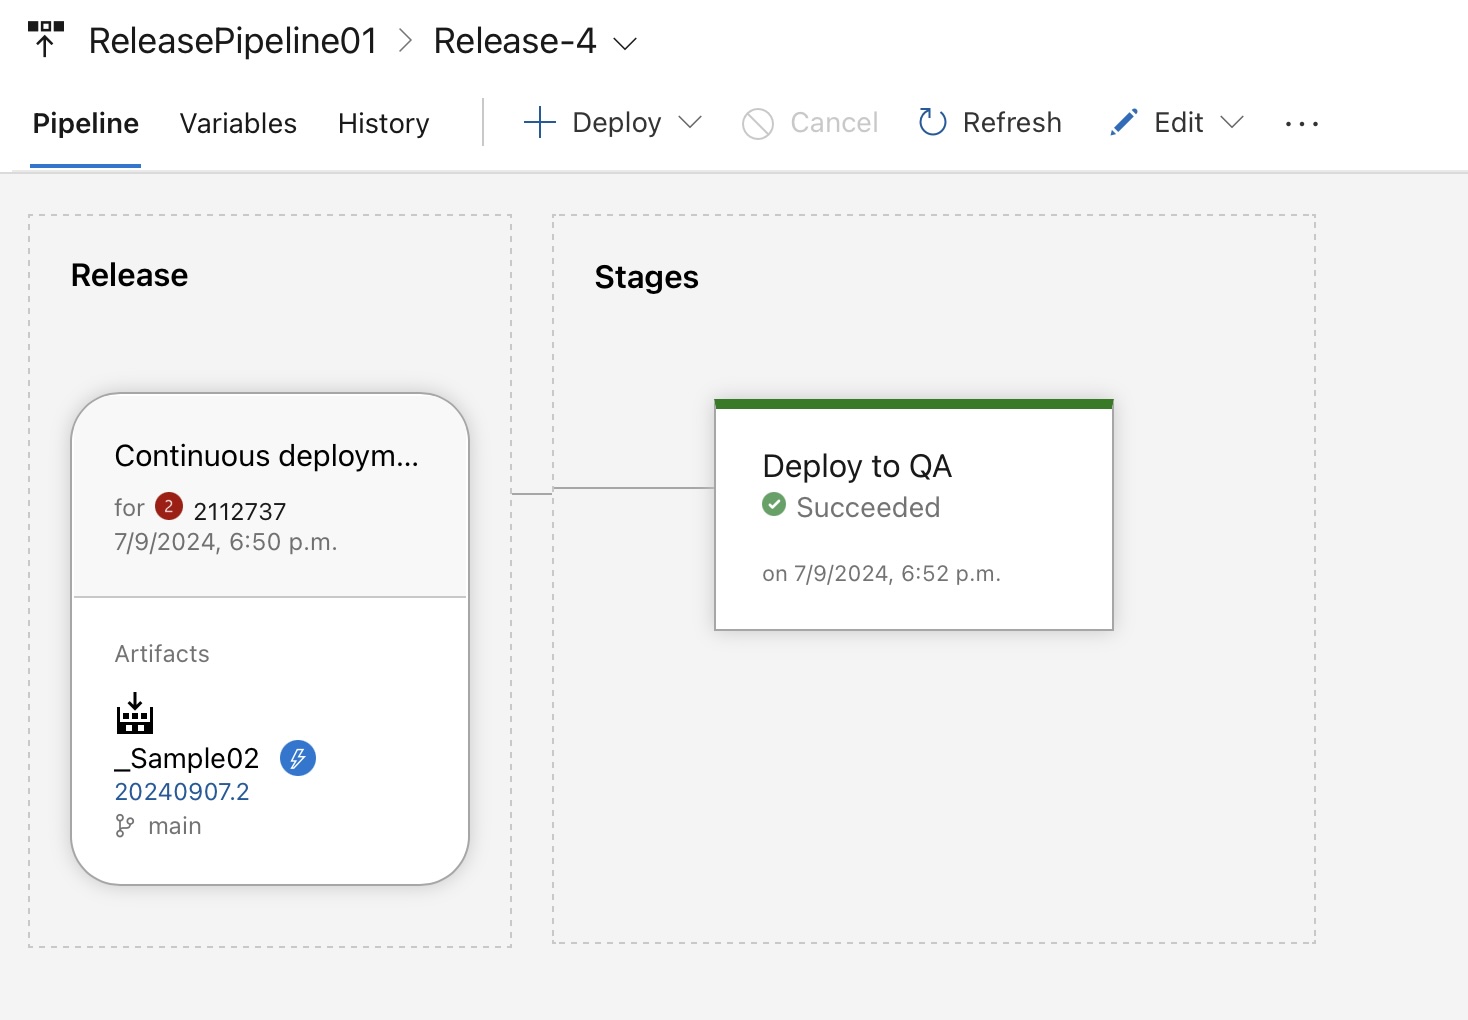 ReleasePipeline01 > Release-4
Pipeline Variables History Deploy Cancel Refresh Edit ...
Release
Continuous deploym...
for 2 2112737
7/9/2024, 6:50 p.m.
Artifacts
_Sample02
20240907.2
main
Stages
Deploy to QA
Succeeded
on 7/9/2024, 6:52 p.m.